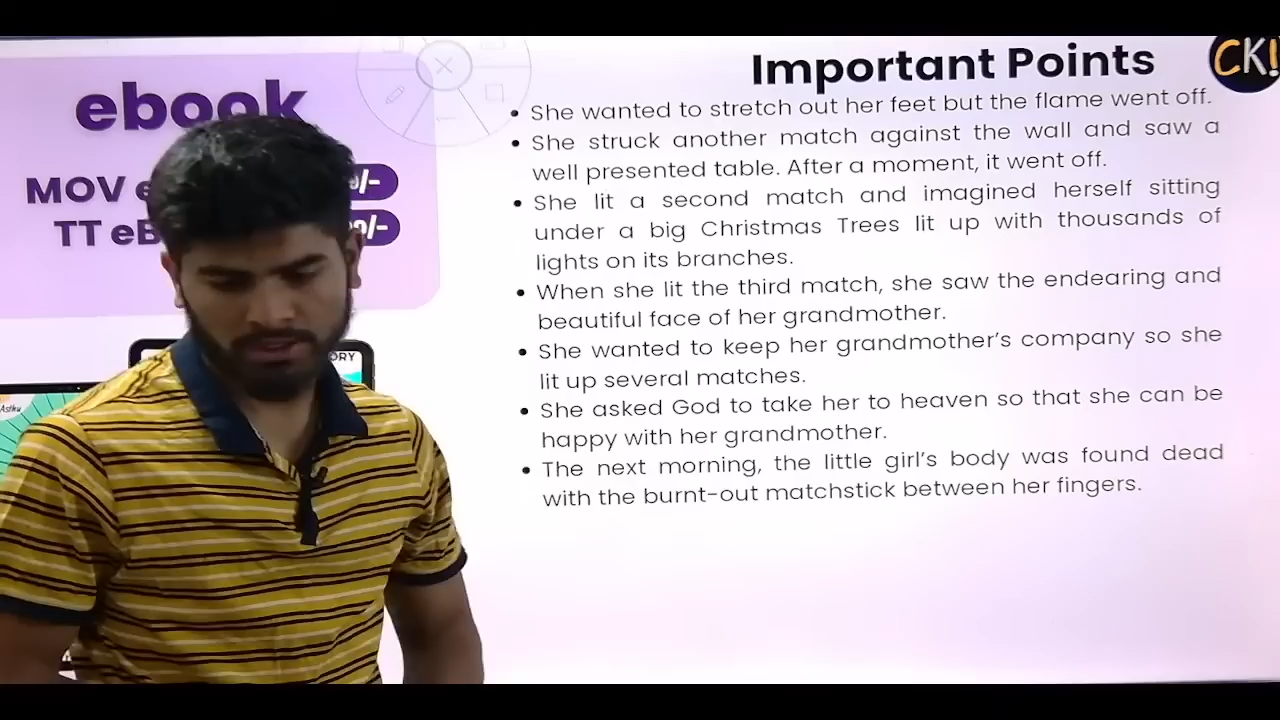 ebook
MOV
TT eB
/-
/-
ORY
Asthu
Important Points
CK!
• She wanted to stretch out her feet but the flame went off.
• She struck another match against the wall and saw a
well presented table. After a moment, it went off.
• She lit a second match and imagined herself sitting
under a big Christmas Trees lit up with thousands of
lights on its branches.
• When she lit the third match, she saw the endearing and
beautiful face of her grandmother.
• She wanted to keep her grandmother's company so she
lit up several matches.
• She asked God to take her to heaven so that she can be
happy with her grandmother.
• The next morning, the little girl's body was found dead
with the burnt-out matchstick between her fingers.